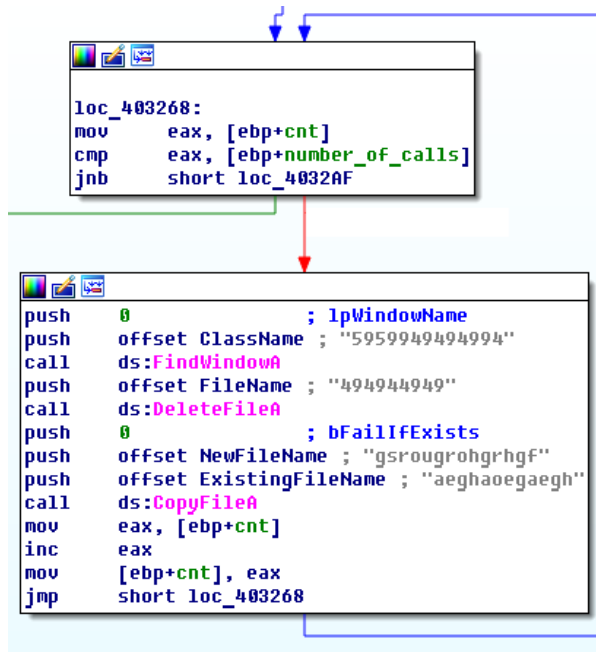 loc_403268:
mov eax, [ebp+cnt]
cmp eax, [ebp+number_of_calls]
jnb short loc_4032AF
push 0 ; lpWindowName
push offset ClassName ; "5959949494994"
call ds:FindWindowA
push offset FileName ; "494944949"
call ds:DeleteFileA
push 0 ; bFailIfExists
push offset NewFileName ; "gsrougrohgrhgf"
push offset ExistingFileName ; "aeghaoegaegh"
call ds:CopyFileA
mov eax, [ebp+cnt]
inc eax
mov [ebp+cnt], eax
jmp short loc_403268